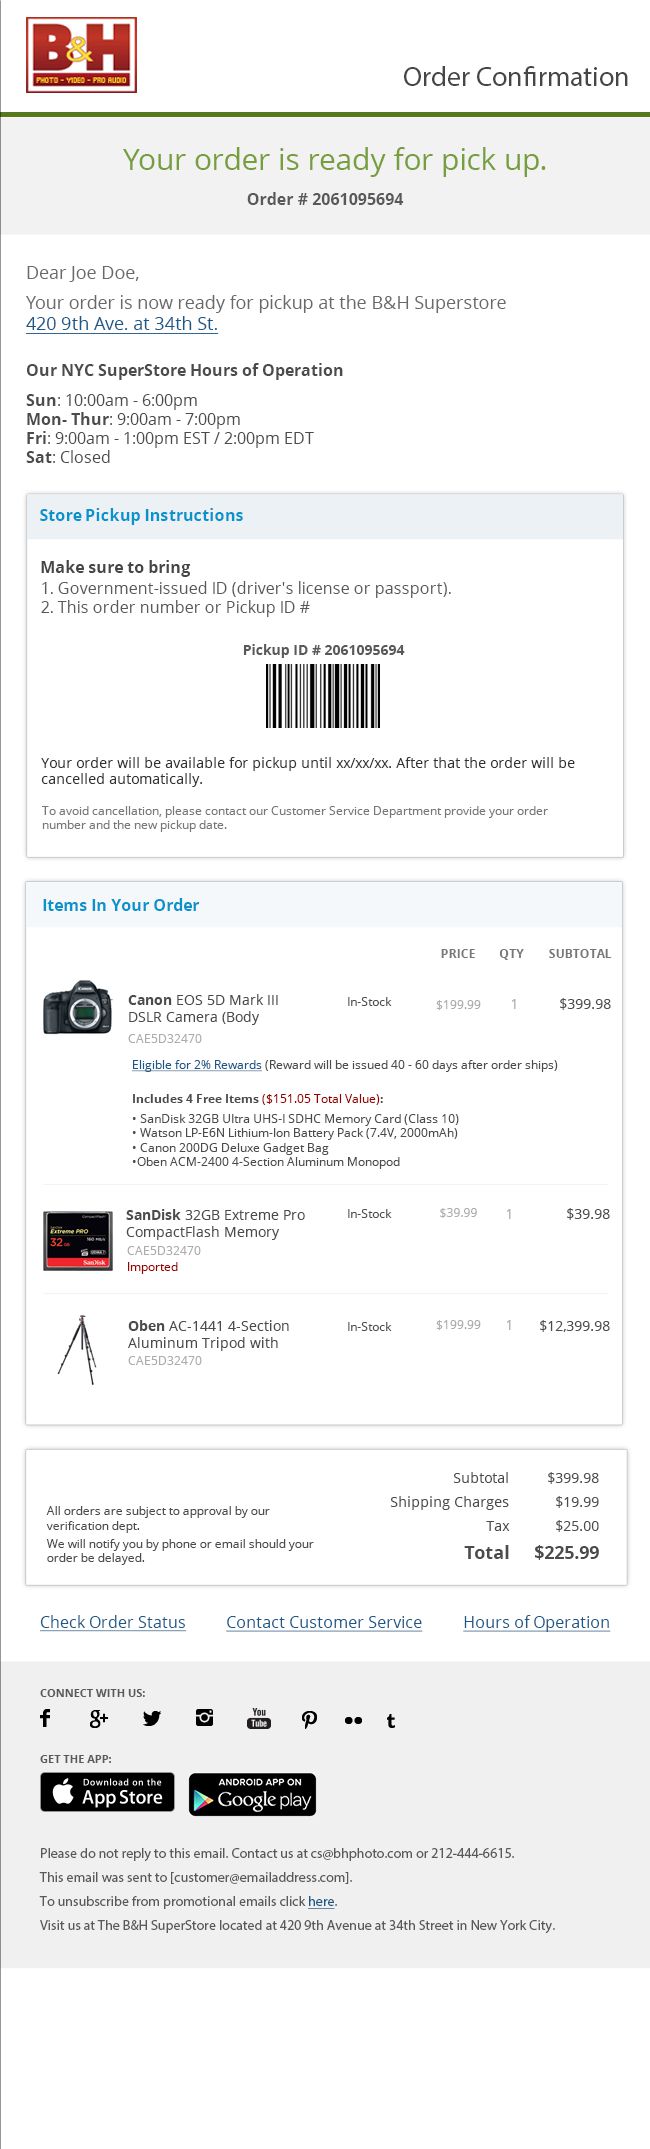 B&H
PHOTO - VIDEO - PRO AUDIO
Order Confirmation
Your order is ready for pick up.
Order # 2061095694
Dear Joe Doe,
Your order is now ready for pickup at the B&H Superstore
420 9th Ave. at 34th St.
Our NYC SuperStore Hours of Operation
Sun: 10:00am - 6:00pm
Mon- Thur: 9:00am - 7:00pm
Fri: 9:00am - 1:00pm EST / 2:00pm EDT
Sat: Closed
Store Pickup Instructions
Make sure to bring
1. Government-issued ID (driver's license or passport).
2. This order number or Pickup ID #
Pickup ID # 2061095694
Your order will be available for pickup until xx/xx/xx. After that the order will be
cancelled automatically.
To avoid cancellation, please contact our Customer Service Department provide your order
number and the new pickup date.
Items In Your Order
PRICE QTY SUBTOTAL
Canon EOS 5D Mark III In-Stock $199.99 1 $399.98
DSLR Camera (Body
CAE5D32470
Eligible for 2% Rewards (Reward will be issued 40 - 60 days after order ships)
Includes 4 Free Items ($151.05 Total Value):
• SanDisk 32GB Ultra UHS-I SDHC Memory Card (Class 10)
• Watson LP-E6N Lithium-Ion Battery Pack (7.4V, 2000mAh)
• Canon 200DG Deluxe Gadget Bag
•Oben ACM-2400 4-Section Aluminum Monopod
SanDisk 32GB Extreme Pro In-Stock $39.99 1 $39.98
CompactFlash Memory
CAE5D32470
Imported
Extreme PRO
32
SanDisk
Oben AC-1441 4-Section In-Stock $199.99 1 $12,399.98
Aluminum Tripod with
CAE5D32470
Subtotal $399.98
Shipping Charges $19.99
Tax $25.00
Total $225.99
All orders are subject to approval by our
verification dept.
We will notify you by phone or email should your
order be delayed.
Check Order Status Contact Customer Service Hours of Operation
CONNECT WITH US:
f g+ You Tube t
GET THE APP:
Download on the App Store
ANDROID APP ON Google play
Please do not reply to this email. Contact us at cs@bhphoto.com or 212-444-6615.
This email was sent to [customer@emailaddress.com].
To unsubscribe from promotional emails click here.
Visit us at The B&H SuperStore located at 420 9th Avenue at 34th Street in New York City.